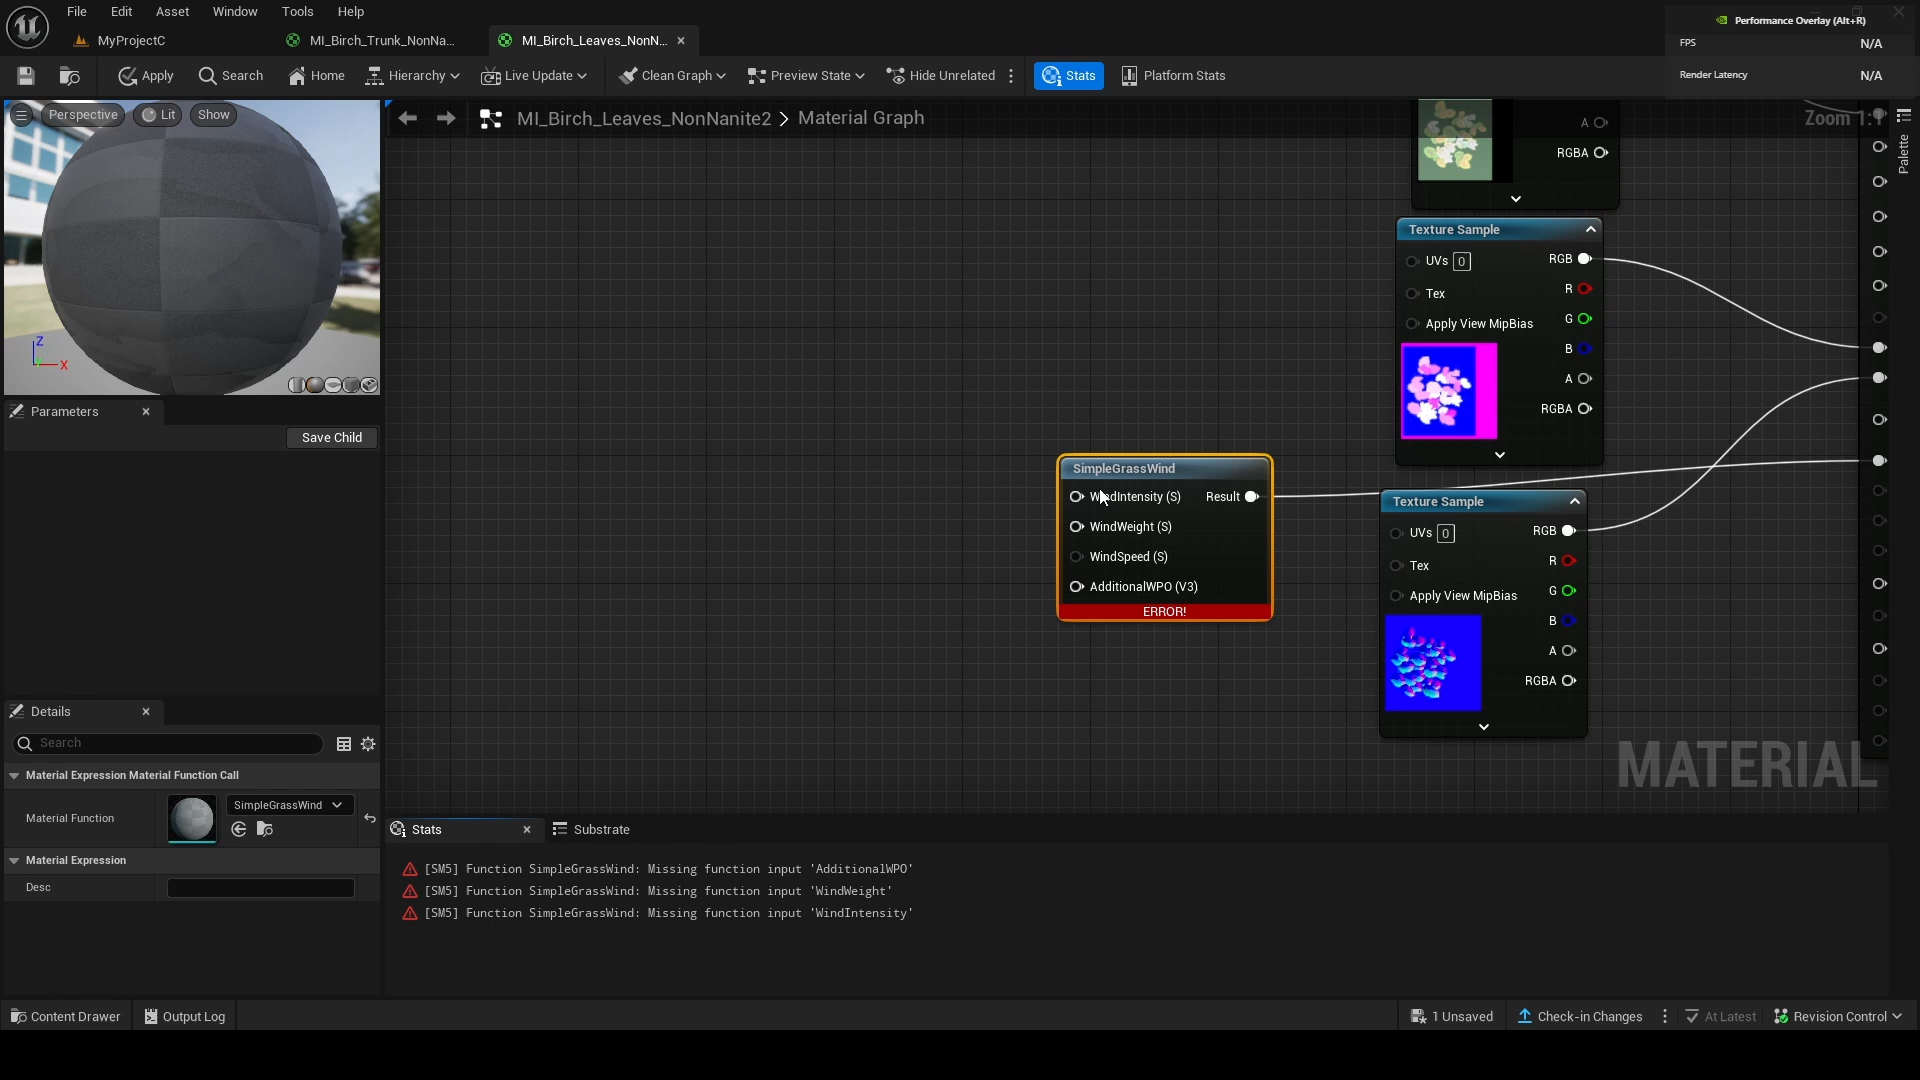 File Edit Asset Window Tools Help
Performance Overlay (Alt+R)
MyProjectC
MI_Birch_Trunk_NonNa...
MI_Birch_Leaves_NonN...
FPS N/A
Apply
Search
Home
Hierarchy
Live Update
Clean Graph
Preview State
Hide Unrelated
Stats
Platform Stats
Render Latency N/A
Perspective
Lit
Show
MI_Birch_Leaves_NonNanite2 > Material Graph
Zoom 1:1
Palette
A
RGBA
Texture Sample
UVs 0 RGB
R
Tex
G
Apply View MipBias
B
A
RGBA
Z
X
Parameters
Save Child
SimpleGrassWind
WindIntensity (S) Result
WindWeight (S)
WindSpeed (S)
AdditionalWPO (V3)
ERROR!
Texture Sample
UVs 0 RGB
R
Tex
G
Apply View MipBias
B
A
RGBA
MATERIAL
Details
Search
Material Expression Material Function Call
Material Function
SimpleGrassWind
Material Expression
Desc
Stats
Substrate
[SM5] Function SimpleGrassWind: Missing function input 'AdditionalWPO'
[SM5] Function SimpleGrassWind: Missing function input 'WindWeight'
[SM5] Function SimpleGrassWind: Missing function input 'WindIntensity'
Content Drawer
Output Log
1 Unsaved
Check-in Changes
At Latest
Revision Control